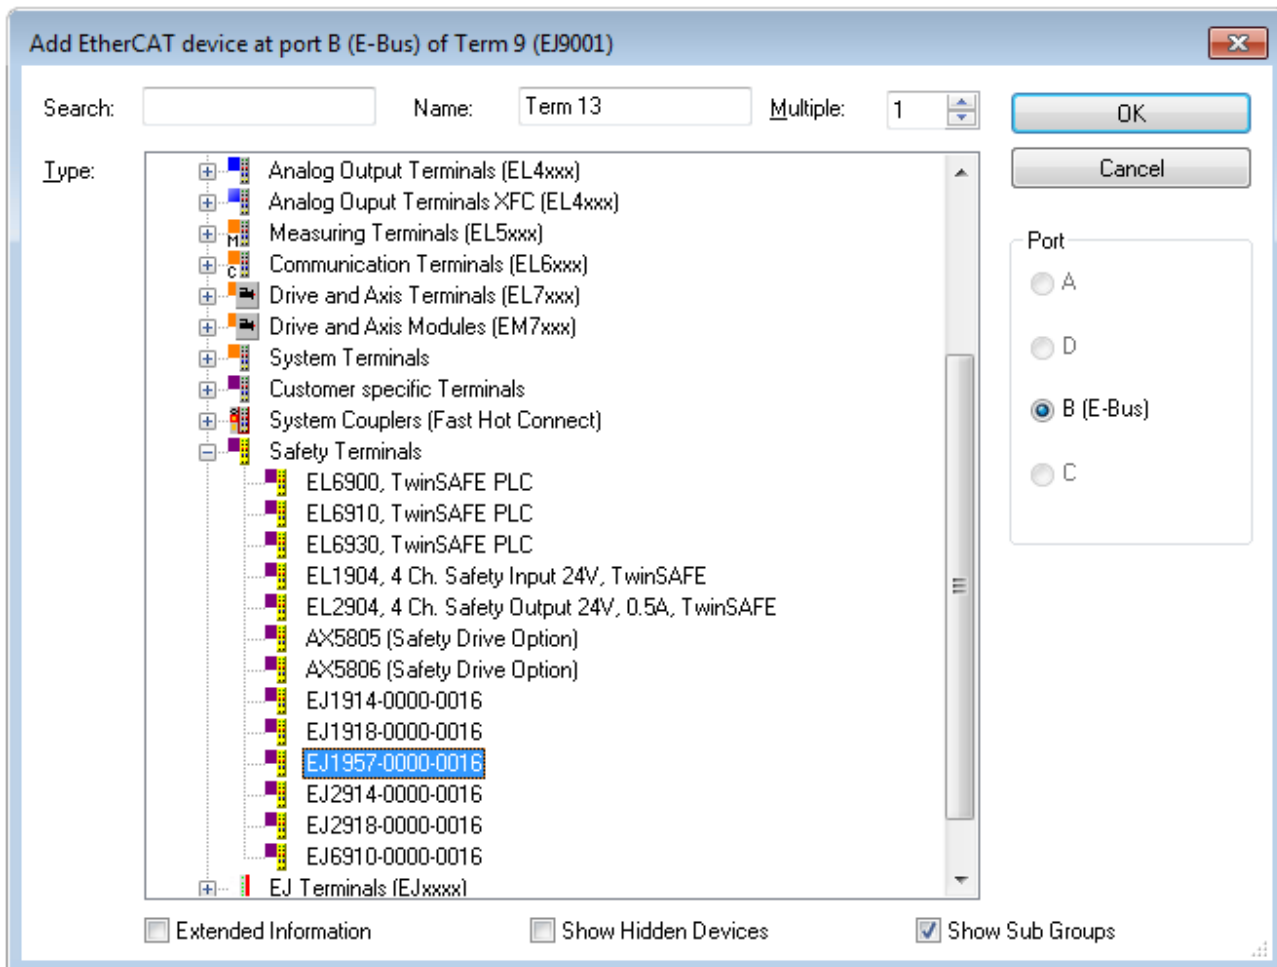 Add EtherCAT device at port B (E-Bus) of Term 9 (EJ9001)
Search: Name: Term 13 Multiple: 1 OK
Type: Cancel
Analog Output Terminals (EL4xxx)
Analog Ouput Terminals XFC (EL4xxx)
M Measuring Terminals (EL5xxx)
C Communication Terminals (EL6xxx)
Drive and Axis Terminals (EL7xxx)
Drive and Axis Modules (EM7xxx)
System Terminals
Customer specific Terminals
System Couplers (Fast Hot Connect)
Safety Terminals
EL6900, TwinSAFE PLC
EL6910, TwinSAFE PLC
EL6930, TwinSAFE PLC
EL1904, 4 Ch. Safety Input 24V, TwinSAFE
EL2904, 4 Ch. Safety Output 24V, 0.5A, TwinSAFE
AX5805 (Safety Drive Option)
AX5806 (Safety Drive Option)
EJ1914-0000-0016
EJ1918-0000-0016
EJ1957-0000-0016
EJ2914-0000-0016
EJ2918-0000-0016
EJ6910-0000-0016
EJ Terminals (EJxxxx)
Port
A
D
B (E-Bus)
C
Extended Information Show Hidden Devices Show Sub Groups